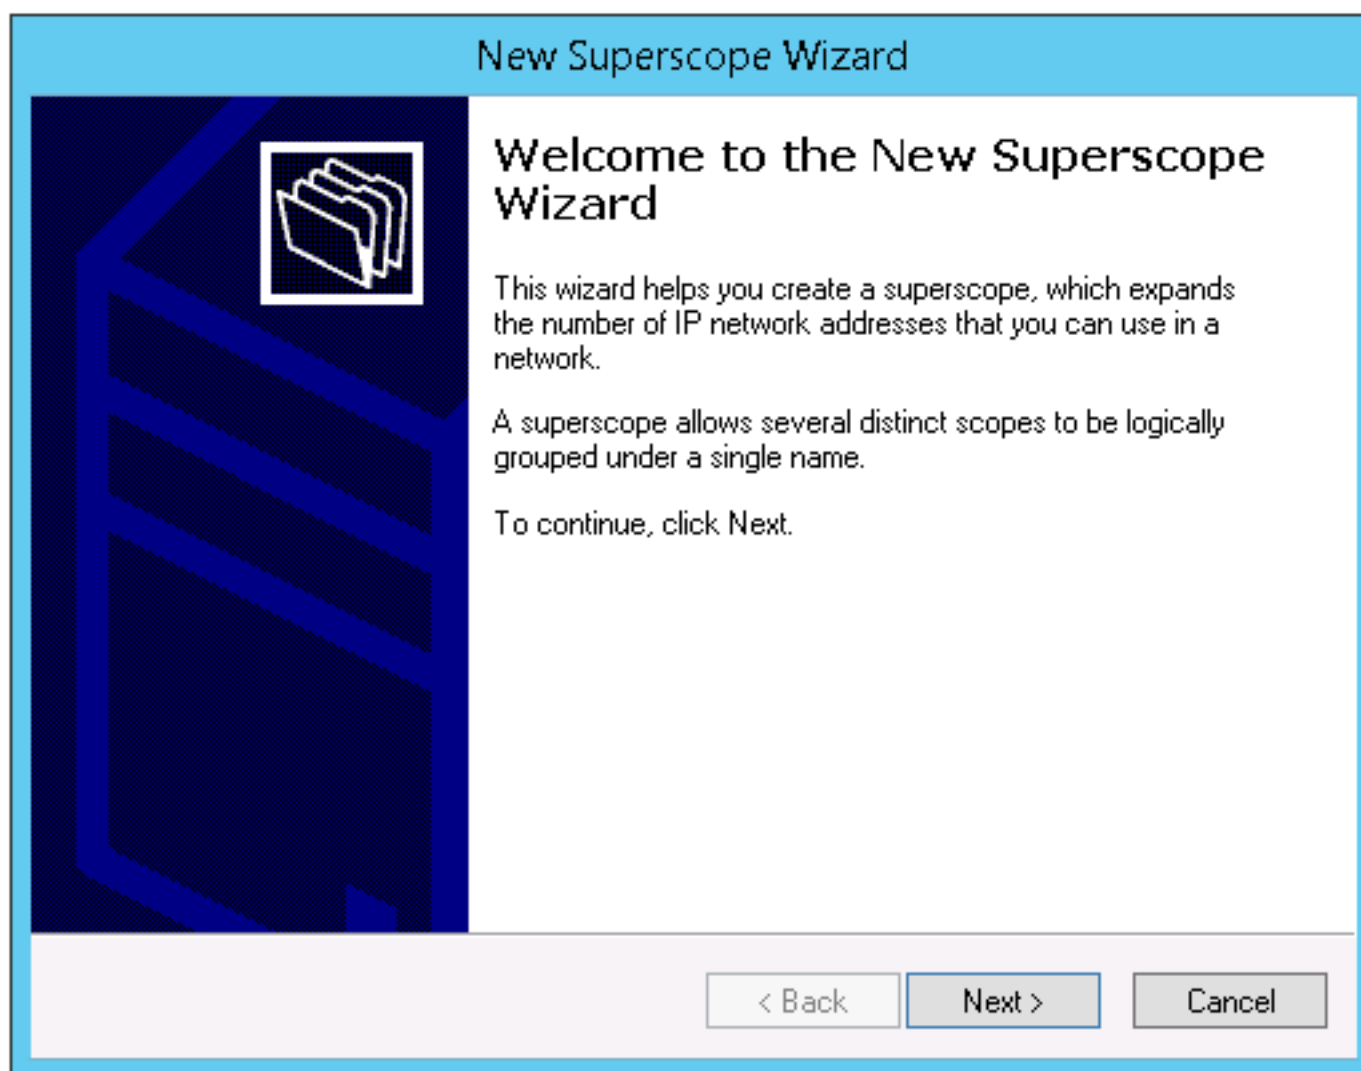 New Superscope Wizard
Welcome to the New Superscope
Wizard
This wizard helps you create a superscope, which expands
the number of IP network addresses that you can use in a
network.
A superscope allows several distinct scopes to be logically
grouped under a single name.
To continue, click Next.
< Back
Next >
Cancel